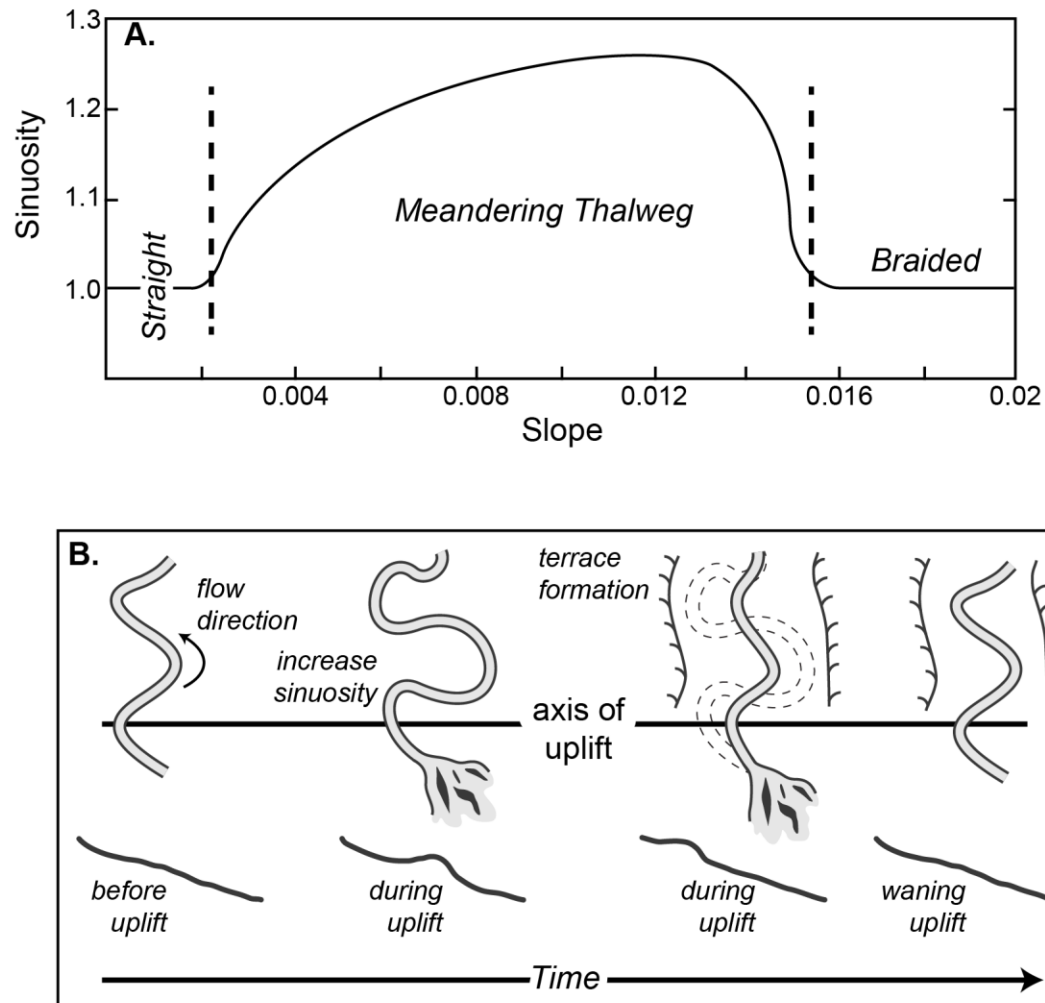 A.
1.3
1.2
1.1
1.0
Sinuosity
Straight
Meandering Thalweg
Braided
0.004
0.008
0.012
0.016
0.02
Slope
B.
flow
direction
increase
sinuosity
terrace
formation
axis of
uplift
before
uplift
during
uplift
during
uplift
waning
uplift
Time